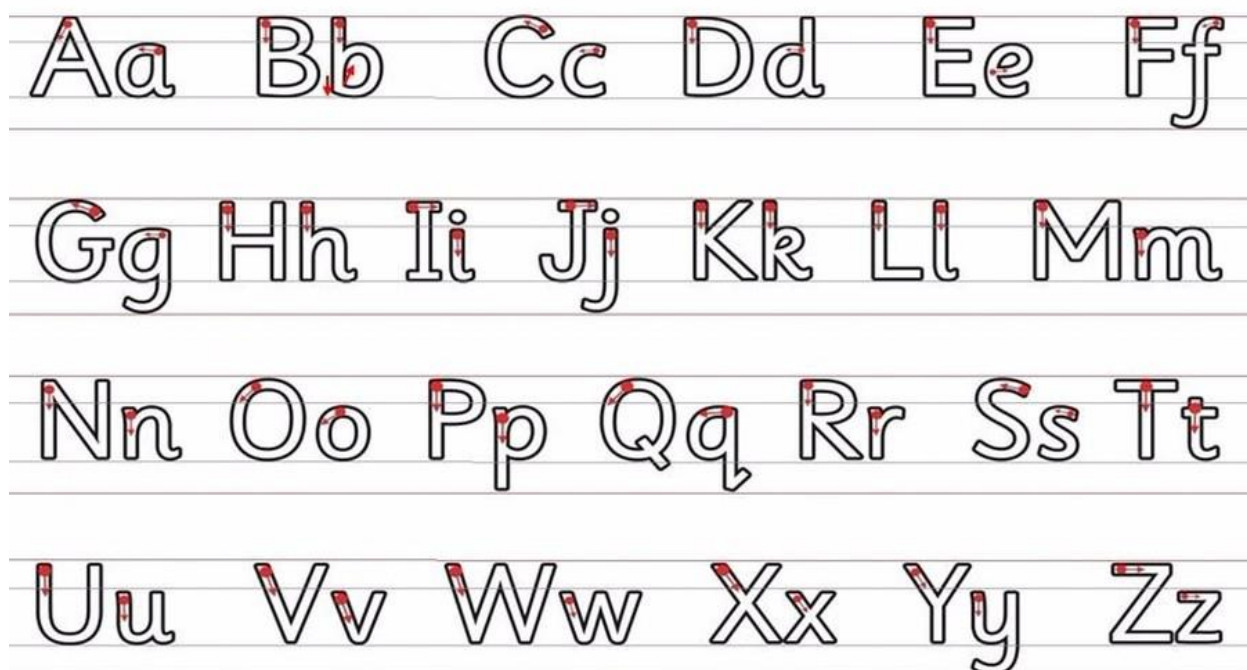 Aa Bb Cc Dd Ee Ff
Gg Hh Ii Jj Kk Ll Mm
Nn Oo Pp Qq Rr Ss Tt
Uu Vv Ww Xx Yy Zz